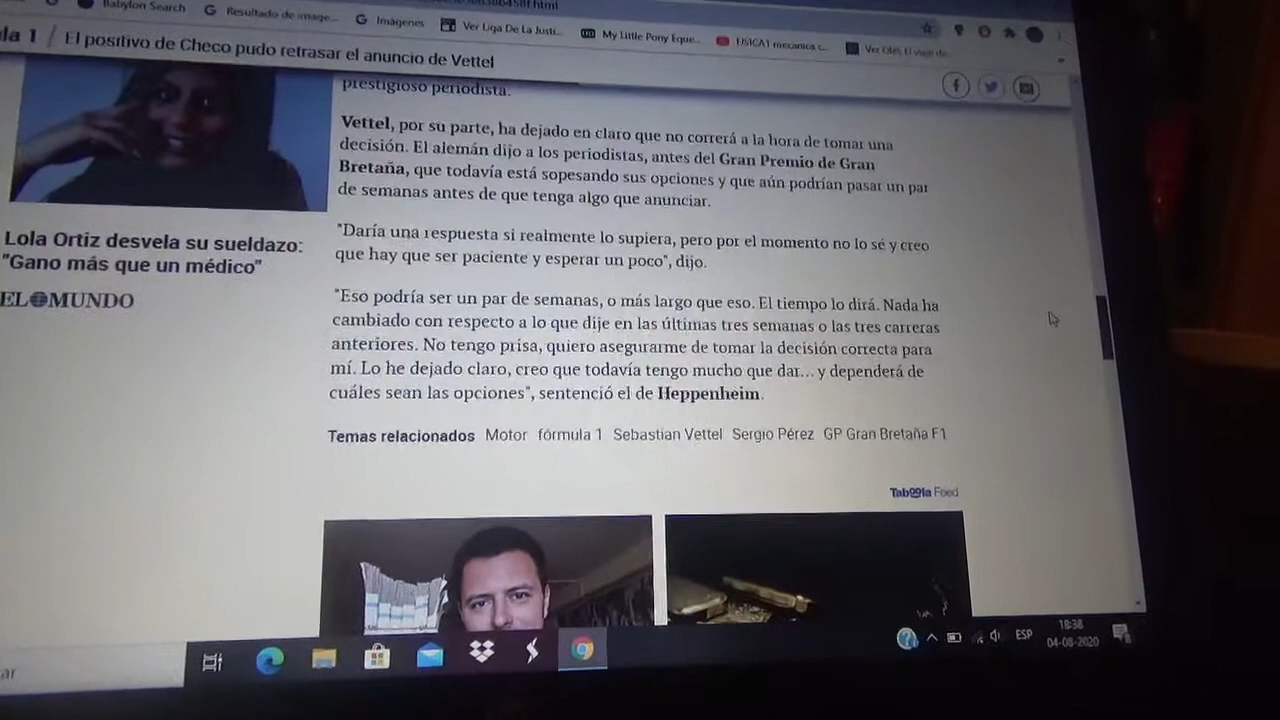 Babylon Search
Resultado de image...
Imágenes
Ver Liga De La Justi...
My Little Pony Eque...
FISICA1 mecanica c...
la 1 / El positivo de Checo pudo retrasar el anuncio de Vettel
prestigioso periodista.
Vettel, por su parte, ha dejado en claro que no correrá a la hora de tomar una
decisión. El alemán dijo a los periodistas, antes del Gran Premio de Gran
Bretaña, que todavía está sopesando sus opciones y que aún podrían pasar un par
de semanas antes de que tenga algo que anunciar.
"Daría una respuesta si realmente lo supiera, pero por el momento no lo sé y creo
que hay que ser paciente y esperar un poco", dijo.
"Eso podría ser un par de semanas, o más largo que eso. El tiempo lo dirá. Nada ha
cambiado con respecto a lo que dije en las últimas tres semanas o las tres carreras
anteriores. No tengo prisa, quiero asegurarme de tomar la decisión correcta para
mí. Lo he dejado claro, creo que todavía tengo mucho que dar... y dependerá de
cuáles sean las opciones", sentenció el de Heppenheim.
Temas relacionados Motor fórmula 1 Sebastian Vettel Sergio Pérez GP Gran Bretaña F1
Lola Ortiz desvela su sueldazo:
"Gano más que un médico"
EL MUNDO
Taboola Feed
ar
ESP
18:38
04-08-2020